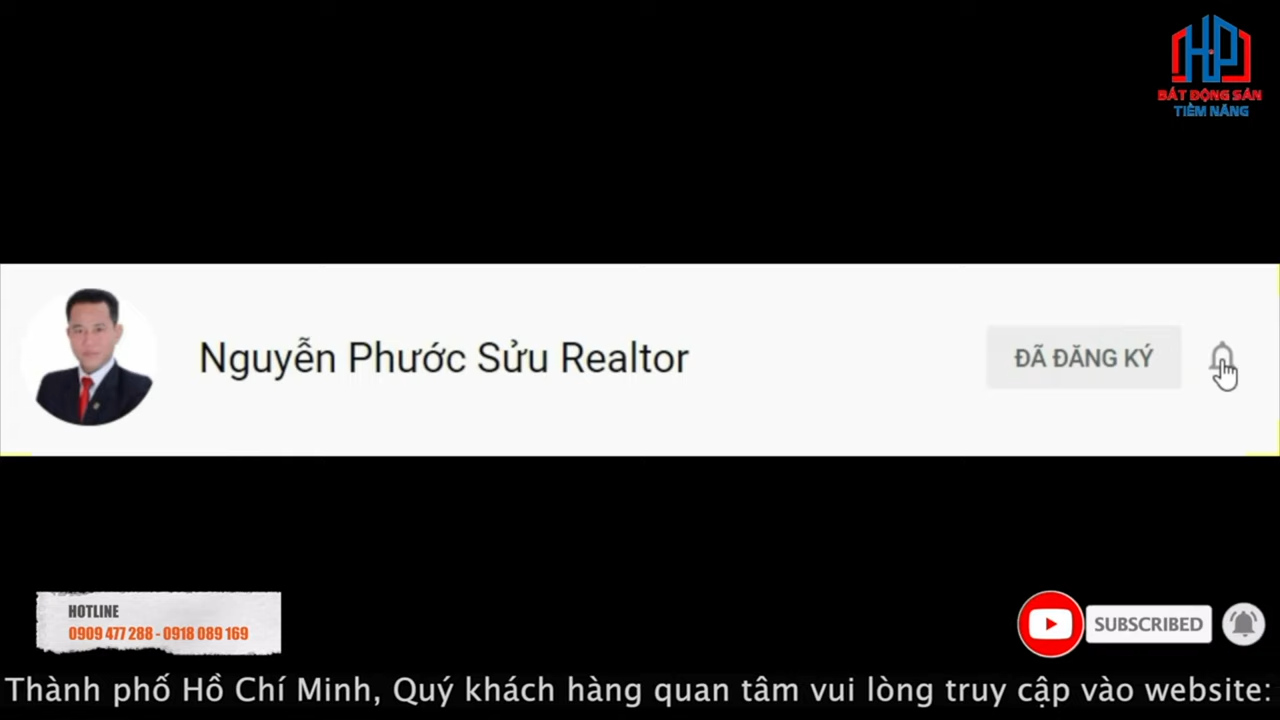 HP
BẤT ĐỘNG SẢN
TIỀM NĂNG
Nguyễn Phước Sửu Realtor
ĐÃ ĐĂNG KÝ
HOTLINE
0909 477 288 - 0918 089 169
SUBSCRIBED
Thành phố Hồ Chí Minh, Quý khách hàng quan tâm vui lòng truy cập vào website: